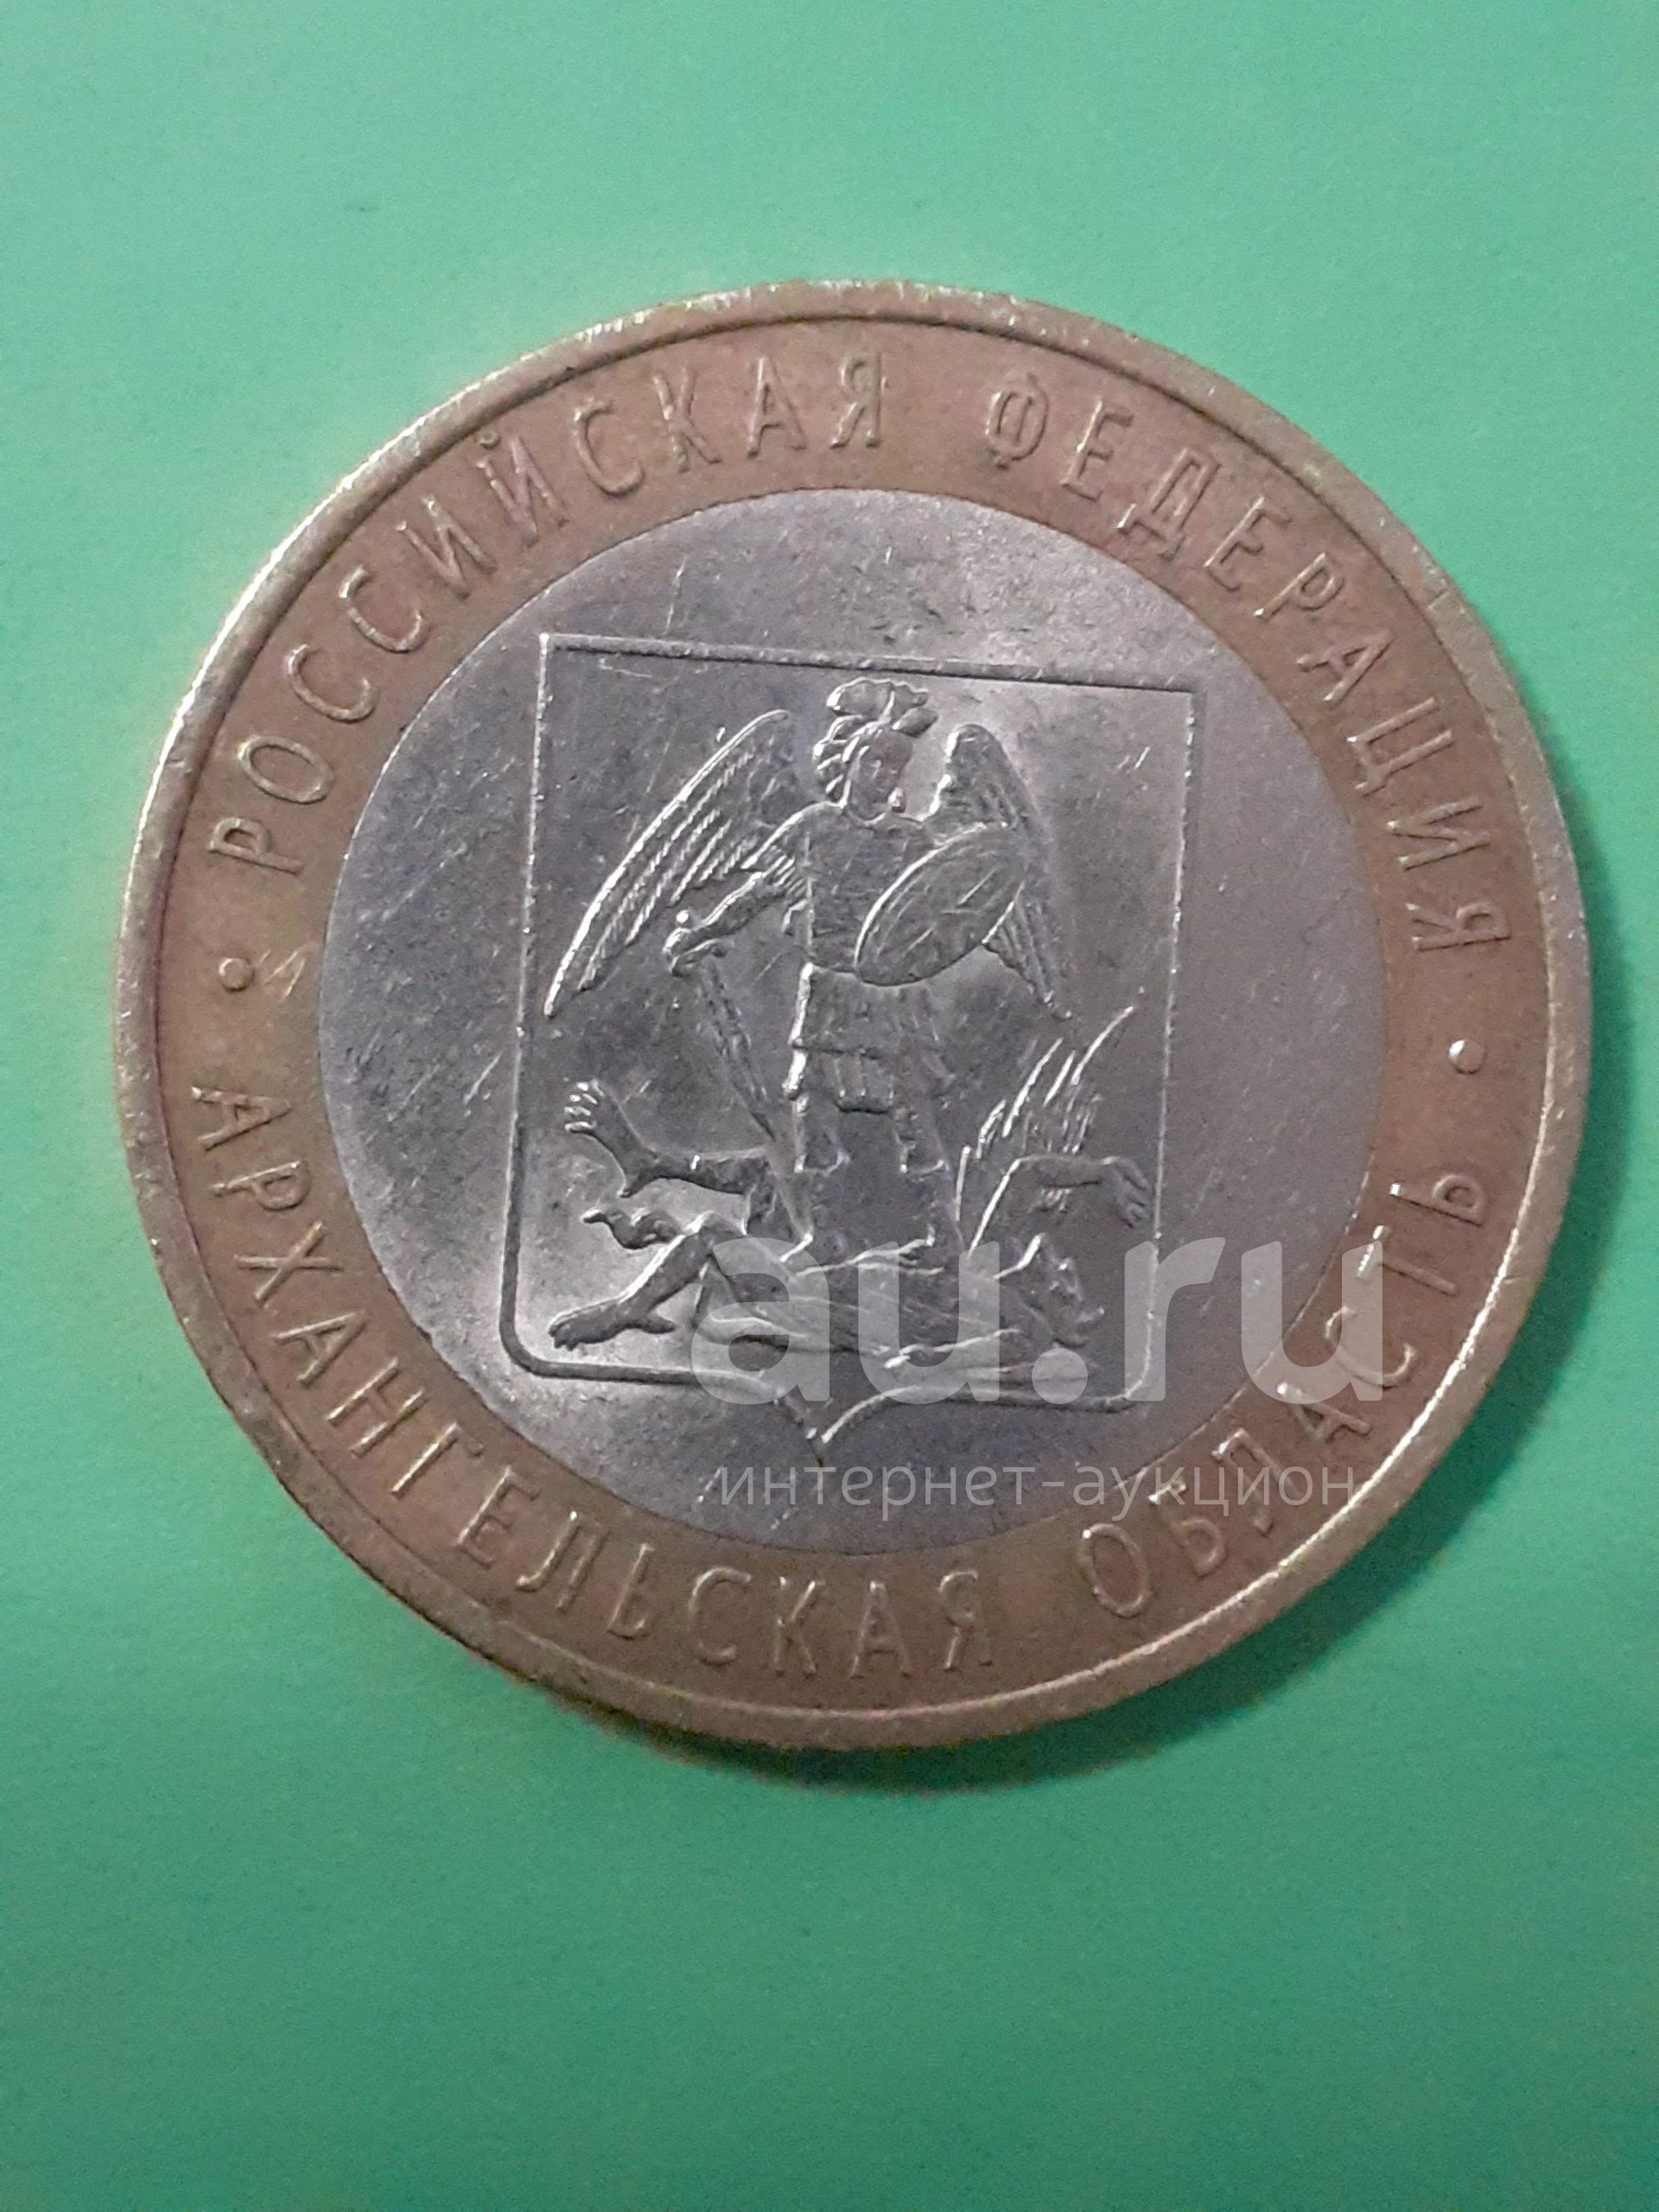 РОССИЙСКАЯ ФЕДЕРАЦИЯ
• АРХАНГЕЛЬСКАЯ ОБЛАСТЬ •
au.ru
интернет-аукцион